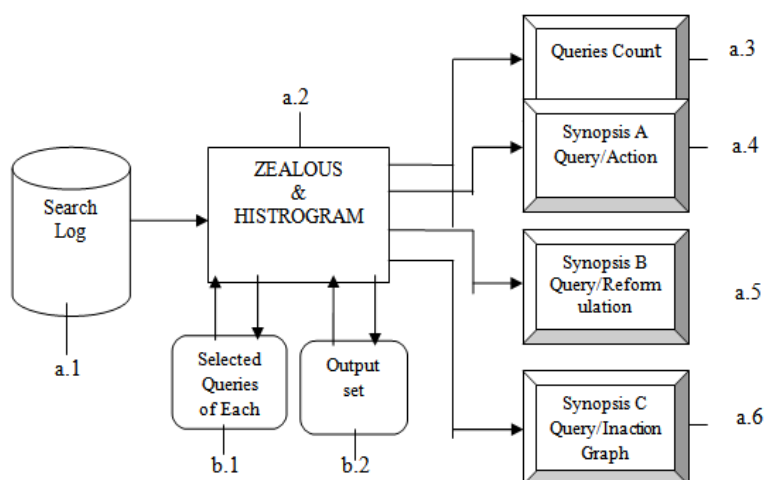 a.2
Search
Log
a.1
ZEALOUS
&
HISTROGRAM
Selected
Queries
of Each
b.1
Output
set
b.2
Queries Count
a.3
Synopsis A
Query/Action
a.4
Synopsis B
Query/Reform
ulation
a.5
Synopsis C
Query/Inaction
Graph
a.6